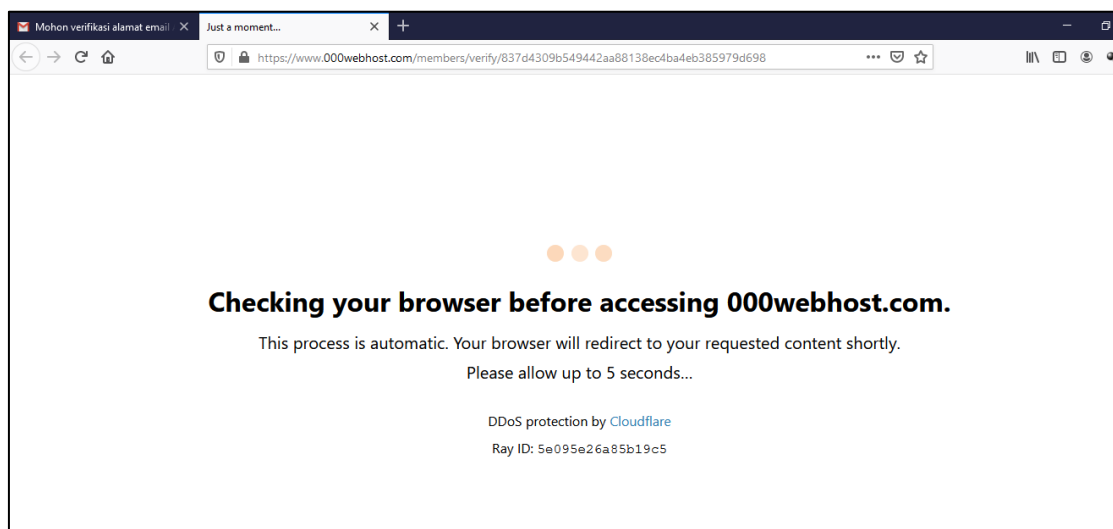 Mohon verifikasi alamat email
Just a moment...
https://www.000webhost.com/members/verify/837d4309b549442aa88138ec4ba4eb385979d698
Checking your browser before accessing 000webhost.com.
This process is automatic. Your browser will redirect to your requested content shortly.
Please allow up to 5 seconds...
DDoS protection by Cloudflare
Ray ID: 5e095e26a85b19c5